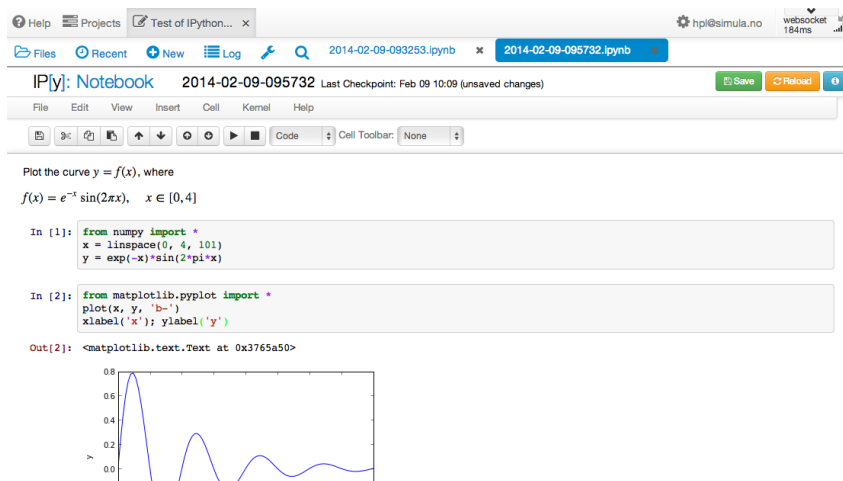 Help Projects Test of IPython... × hpl@simula.no websocket
184ms
Files Recent New Log 2014-02-09-093253.ipynb × 2014-02-09-095732.ipynb ×
IP[y]: Notebook 2014-02-09-095732 Last Checkpoint: Feb 09 10:09 (unsaved changes) Save Reload
File Edit View Insert Cell Kernel Help
Code Cell Toolbar: None
Plot the curve y = f(x), where
f(x) = e^{-x} sin(2πx), x ∈ [0, 4]
In [1]: from numpy import *
x = linspace(0, 4, 101)
y = exp(-x)*sin(2*pi*x)
In [2]: from matplotlib.pyplot import *
plot(x, y, 'b-')
xlabel('x'); ylabel('y')
Out[2]: <matplotlib.text.Text at 0x3765a50>
0.8
0.6
0.4
0.2
y
0.0